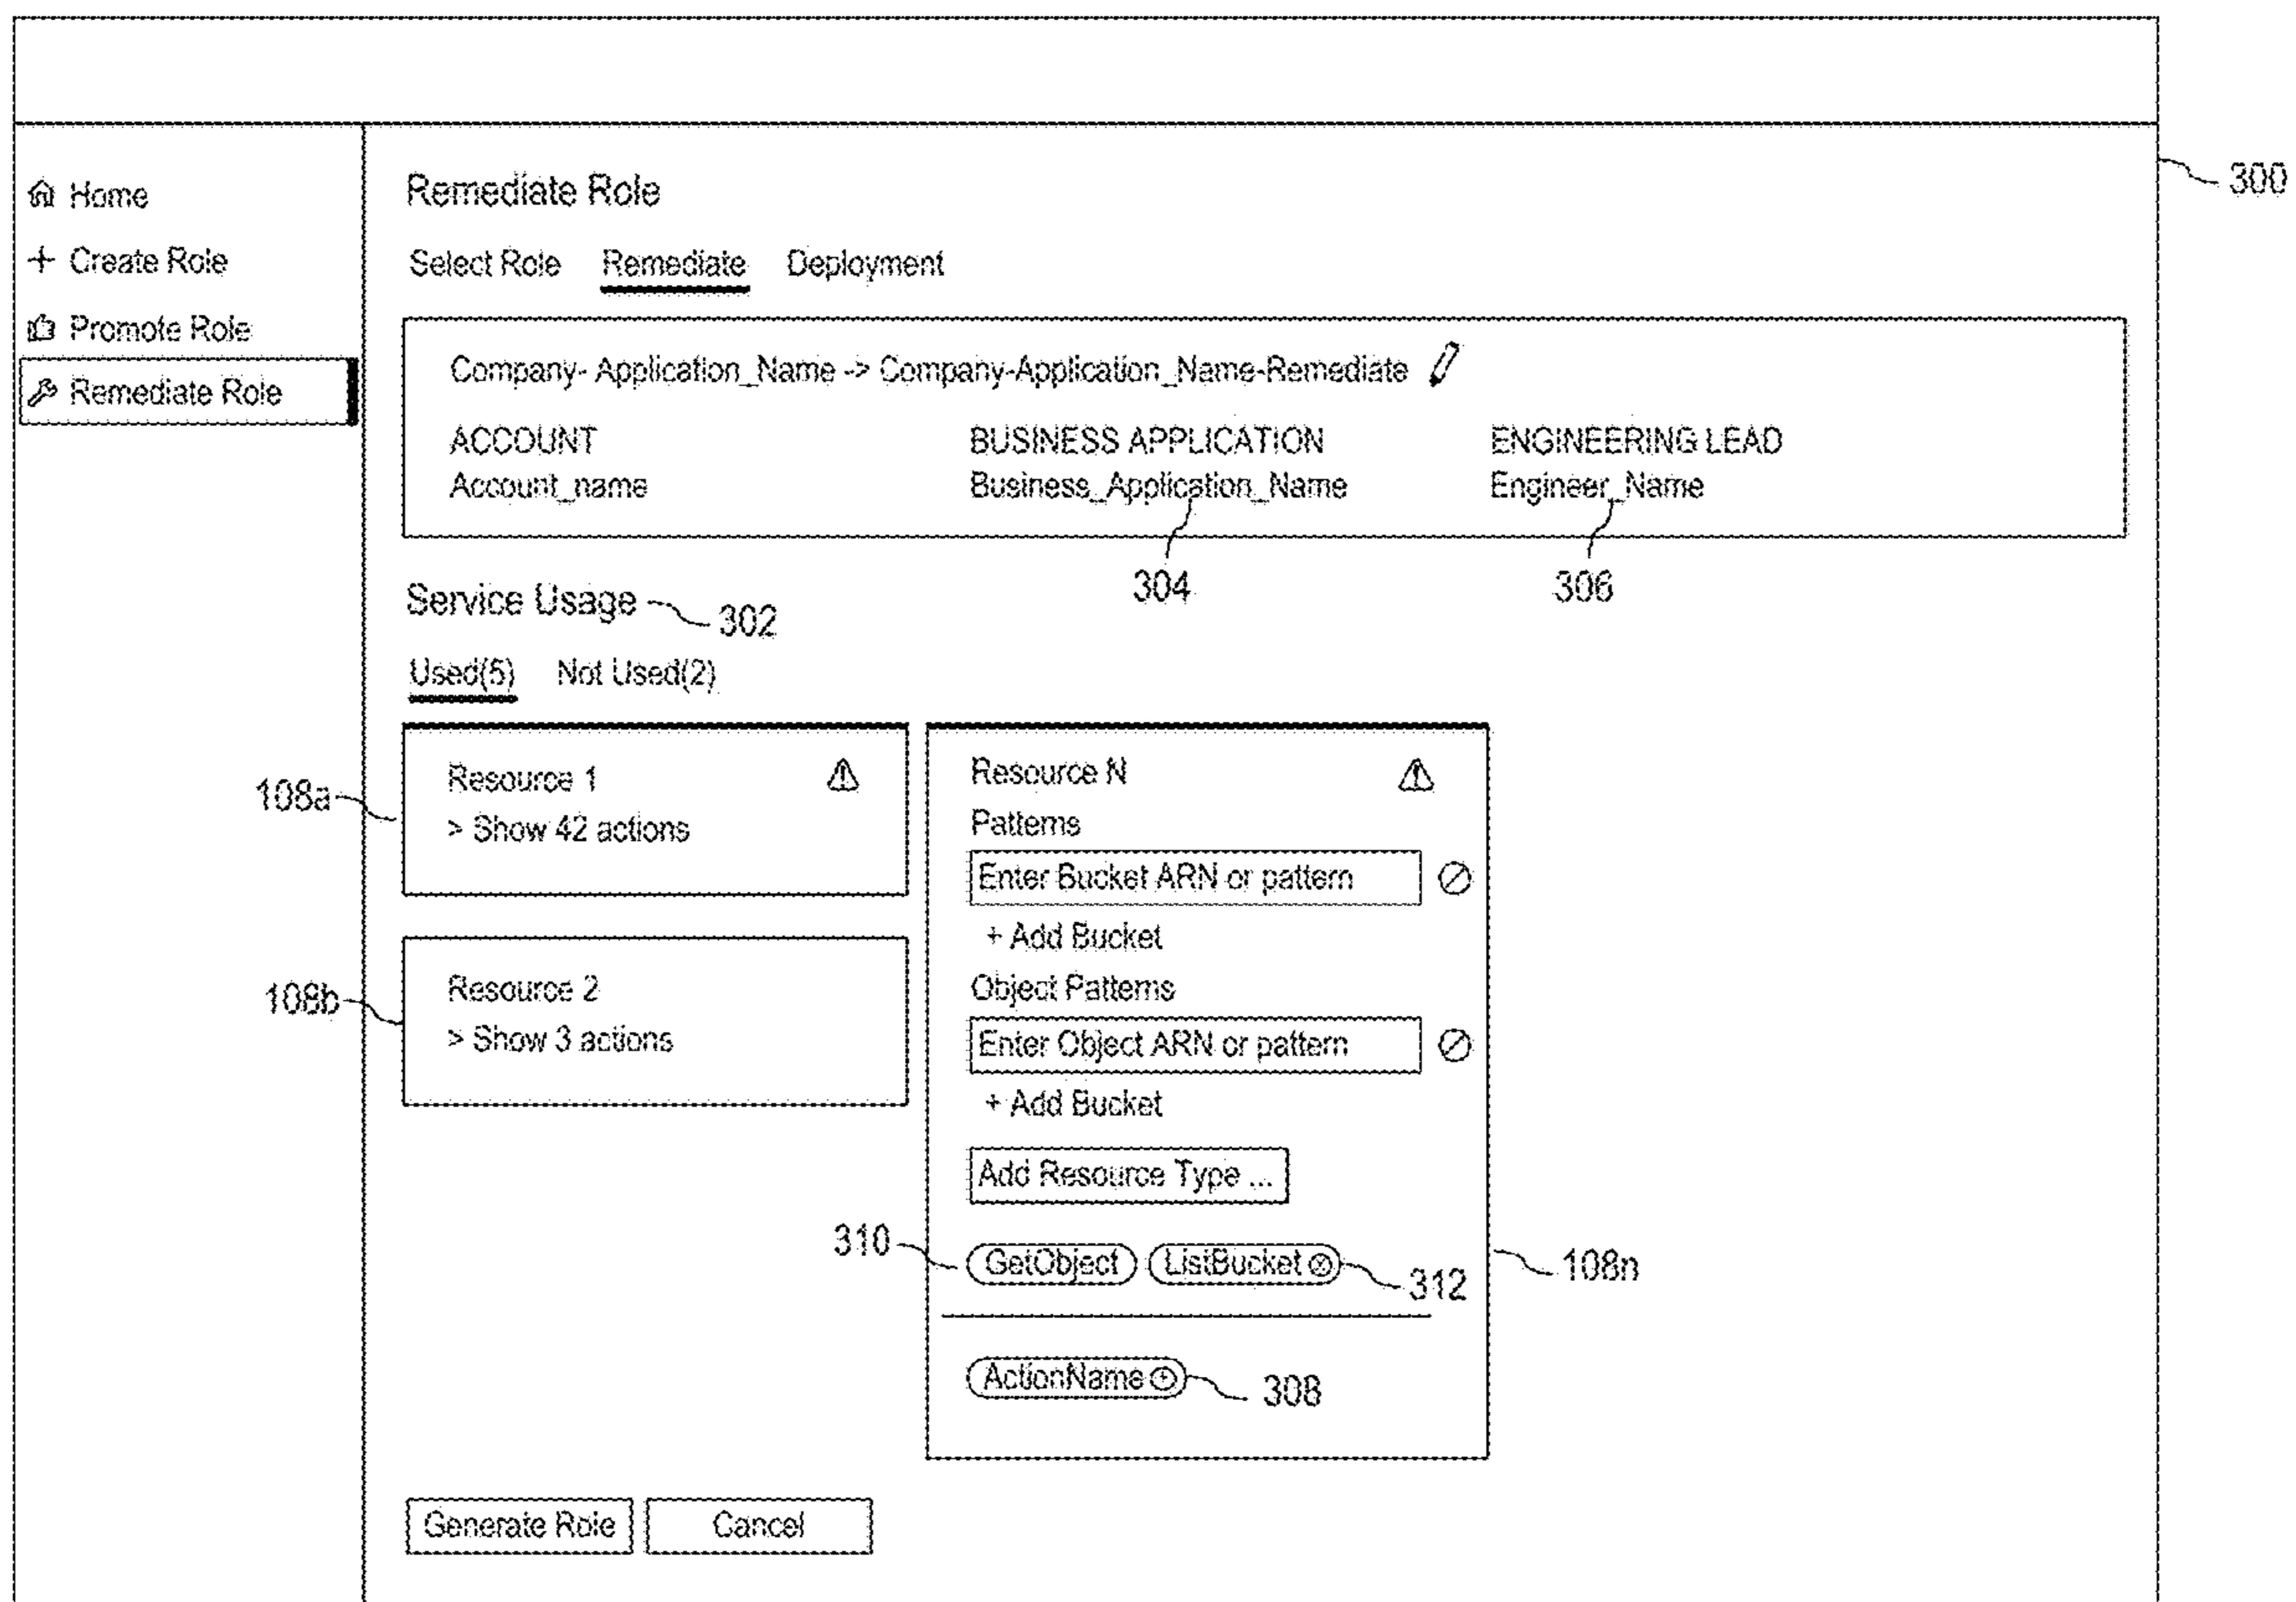 Home
+ Create Role
Promote Role
Remediate Role
Remediate Role
Select Role Remediate Deployment
Company- Application_Name -> Company-Application_Name-Remediate
ACCOUNT BUSINESS APPLICATION ENGINEERING LEAD
Account_name Business_Application_Name Engineer_Name
300
304 306
Service Usage 302
Used(5) Not Used(2)
108a
Resource 1
> Show 42 actions
108b
Resource 2
> Show 3 actions
Resource N
Patterns
Enter Bucket ARN or pattern
+ Add Bucket
Object Patterns
Enter Object ARN or pattern
+ Add Bucket
Add Resource Type ...
310 GetObject ListBucket 312 108n
ActionName 308
Generate Role Cancel